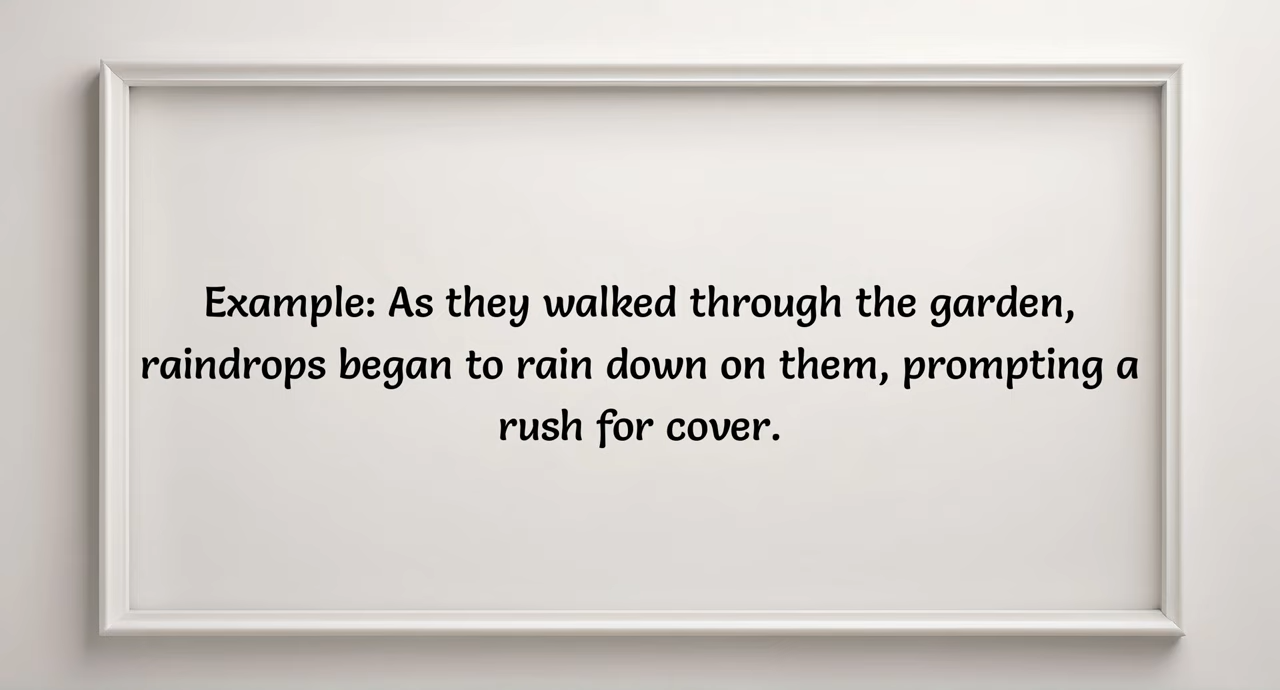 Example: As they walked through the garden,
raindrops began to rain down on them, prompting a
rush for cover.